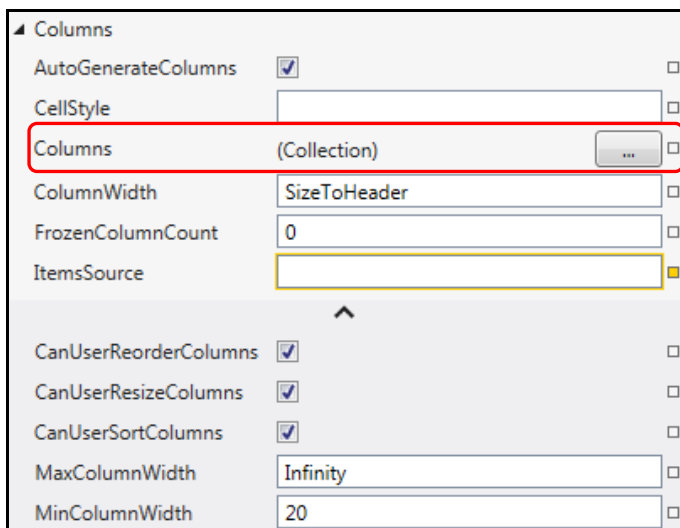 Columns
AutoGenerateColumns
CellStyle
Columns (Collection) ...
ColumnWidth SizeToHeader
FrozenColumnCount 0
ItemsSource
CanUserReorderColumns
CanUserResizeColumns
CanUserSortColumns
MaxColumnWidth Infinity
MinColumnWidth 20